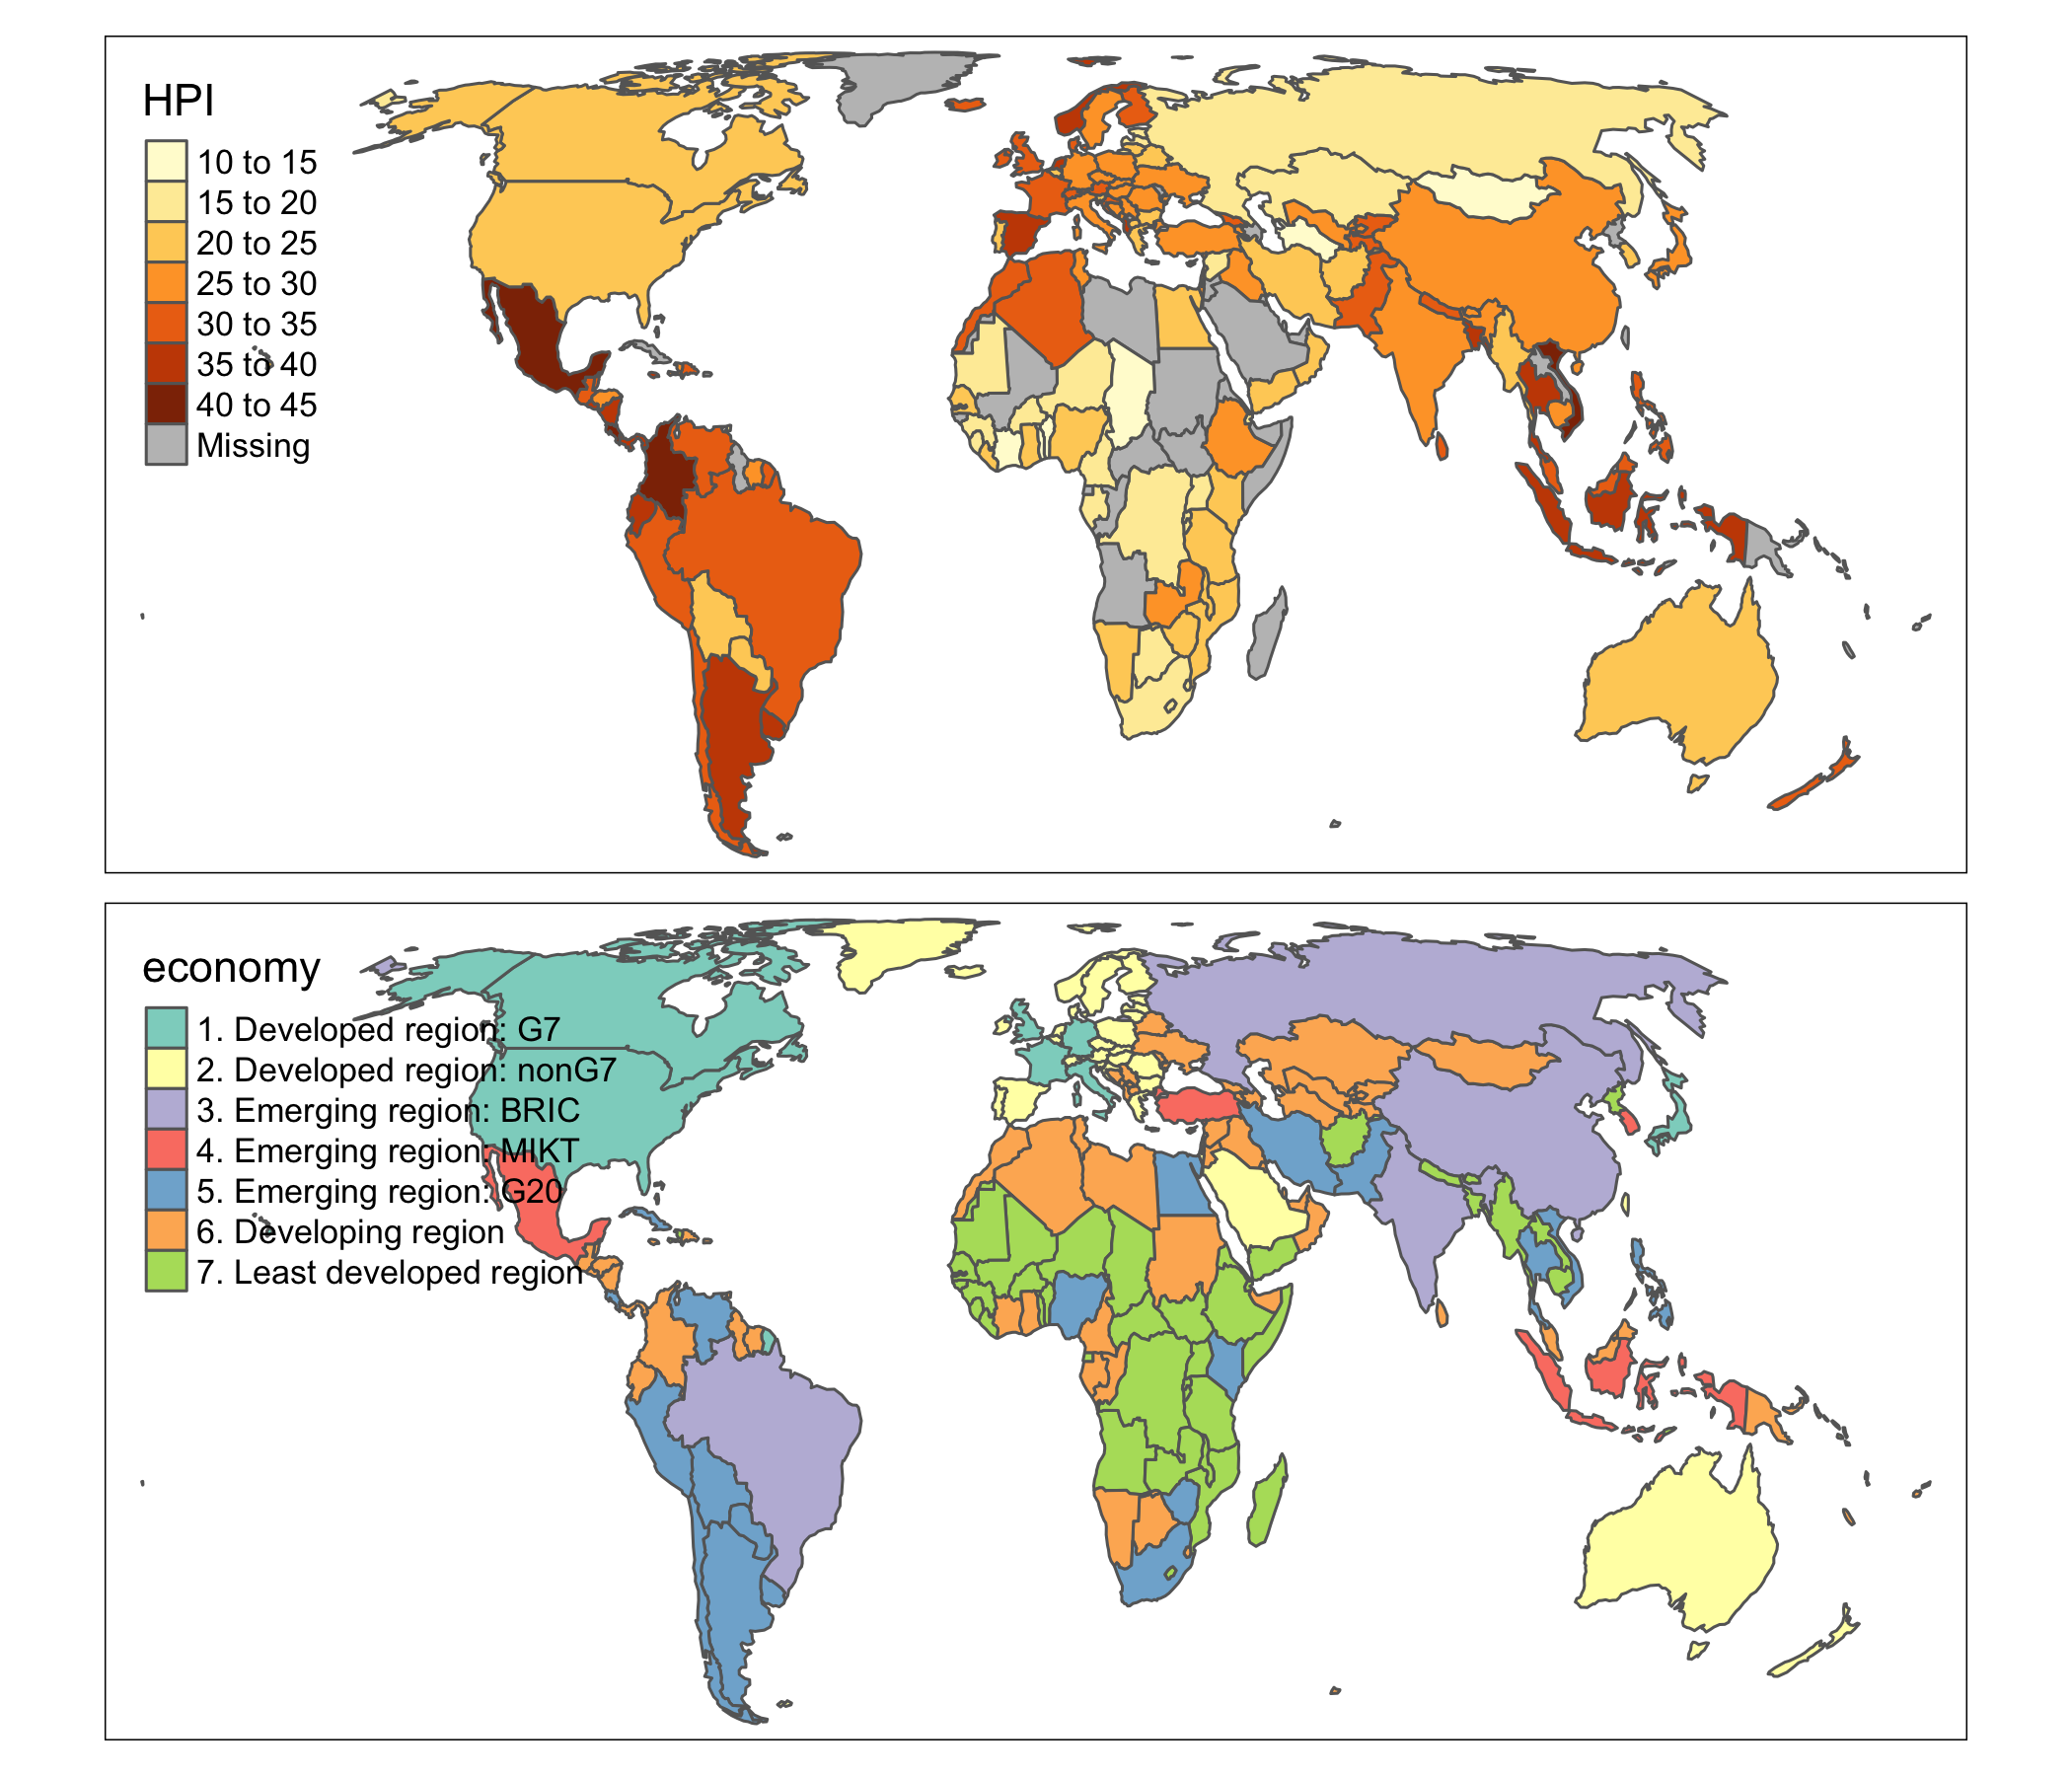 HPI
10 to 15
15 to 20
20 to 25
25 to 30
30 to 35
35 to 40
40 to 45
Missing
economy
1. Developed region: G7
2. Developed region: nonG7
3. Emerging region: BRIC
4. Emerging region: MIKT
5. Emerging region: G20
6. Developing region
7. Least developed region